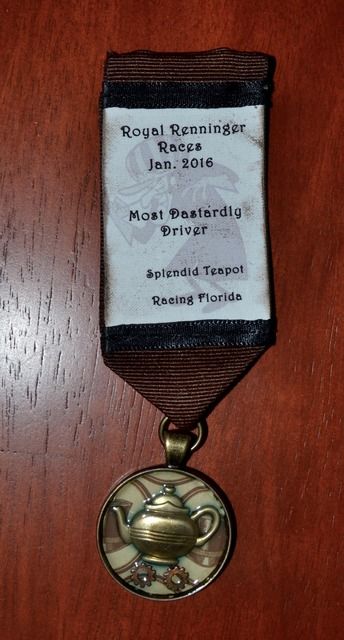 Royal Renninger
Races
Jan. 2016
Most Dastardly
Driver
Splendid Teapot
Racing Florida